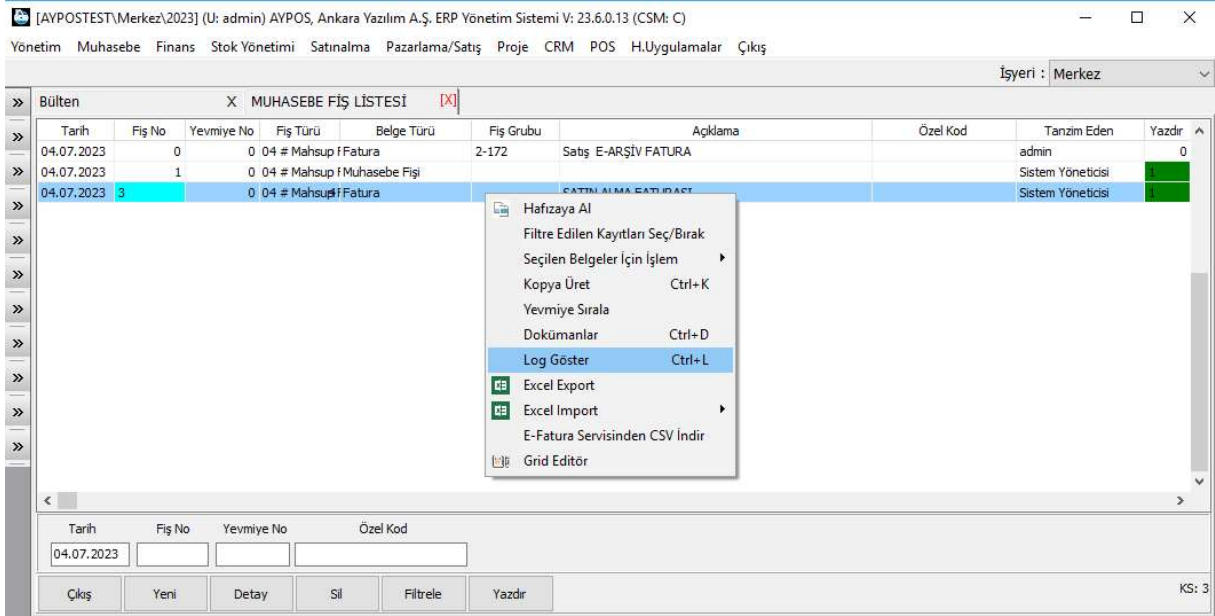 [AYPOSTEST\Merkez\2023] (U: admin) AYPOS, Ankara Yazılım A.Ş. ERP Yönetim Sistemi V: 23.6.0.13 (CSM: C)
Yönetim Muhasebe Finans Stok Yönetimi Satınalma Pazarlama/Satış Proje CRM POS H.Uygulamalar Çıkış
İşyeri : Merkez
Bülten X MUHASEBE FİŞ LİSTESİ [X]
Tarih Fiş No Yevmiye No Fiş Türü Belge Türü Fiş Grubu Açıklama Özel Kod Tanzim Eden Yazdır
04.07.2023 0 0 04 # Mahsup F Fatura 2-172 Satış E-ARŞİV FATURA admin 0
04.07.2023 1 0 04 # Mahsup F Muhasebe Fişi Sistem Yöneticisi 1
04.07.2023 3 0 04 # Mahsup Fatura SATIN ALMA FATURASI Sistem Yöneticisi 1
Hafızaya Al
Filtre Edilen Kayıtları Seç/Bırak
Seçilen Belgeler İçin İşlem
Kopya Üret Ctrl+K
Yevmiye Sırala
Dokümanlar Ctrl+D
Log Göster Ctrl+L
Excel Export
Excel Import
E-Fatura Servisinden CSV İndir
Grid Editör
Tarih Fiş No Yevmiye No Özel Kod
04.07.2023
Çıkış Yeni Detay Sil Filtrele Yazdır KS: 3